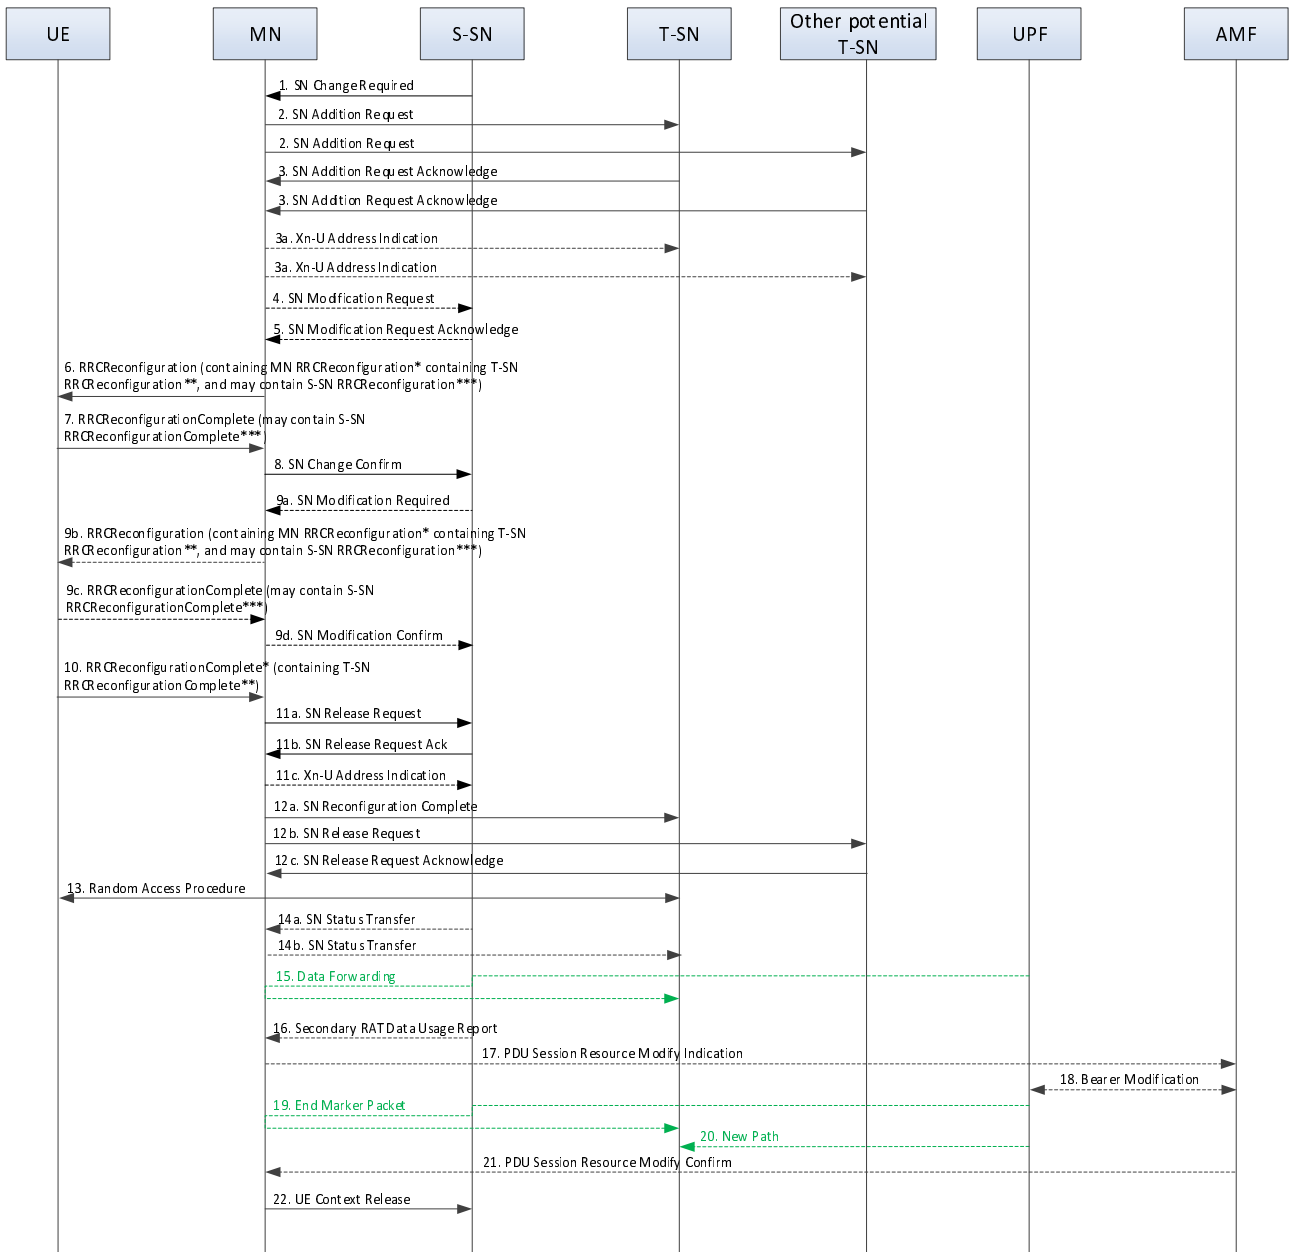 UE
MN
S-SN
T-SN
Other potential
T-SN
UPF
AMF
1. SN Change Required
2. SN Addition Request
2. SN Addition Request
3. SN Addition Request Acknowledge
3. SN Addition Request Acknowledge
3a. Xn-U Address Indication
3a. Xn-U Address Indication
4. SN Modification Request
5. SN Modification Request Acknowledge
6. RRCReconfiguration (containing MN RRCReconfiguration* containing T-SN
RRCReconfiguration**, and may contain S-SN RRCReconfiguration***)
7. RRCReconfigurationComplete (may contain S-SN
RRCReconfigurationComplete***)
8. SN Change Confirm
9a. SN Modification Required
9b. RRCReconfiguration (containing MN RRCReconfiguration* containing T-SN
RRCReconfiguration**, and may contain S-SN RRCReconfiguration***)
9c. RRCReconfigurationComplete (may contain S-SN
RRCReconfigurationComplete***)
9d. SN Modification Confirm
10. RRCReconfigurationComplete* (containing T-SN
RRCReconfigurationComplete**)
11a. SN Release Request
11b. SN Release Request Ack
11c. Xn-U Address Indication
12a. SN Reconfiguration Complete
12b. SN Release Request
12c. SN Release Request Acknowledge
13. Random Access Procedure
14a. SN Status Transfer
14b. SN Status Transfer
15. Data Forwarding
16. Secondary RAT Data Usage Report
17. PDU Session Resource Modify Indication
18. Bearer Modification
19. End Marker Packet
20. New Path
21. PDU Session Resource Modify Confirm
22. UE Context Release